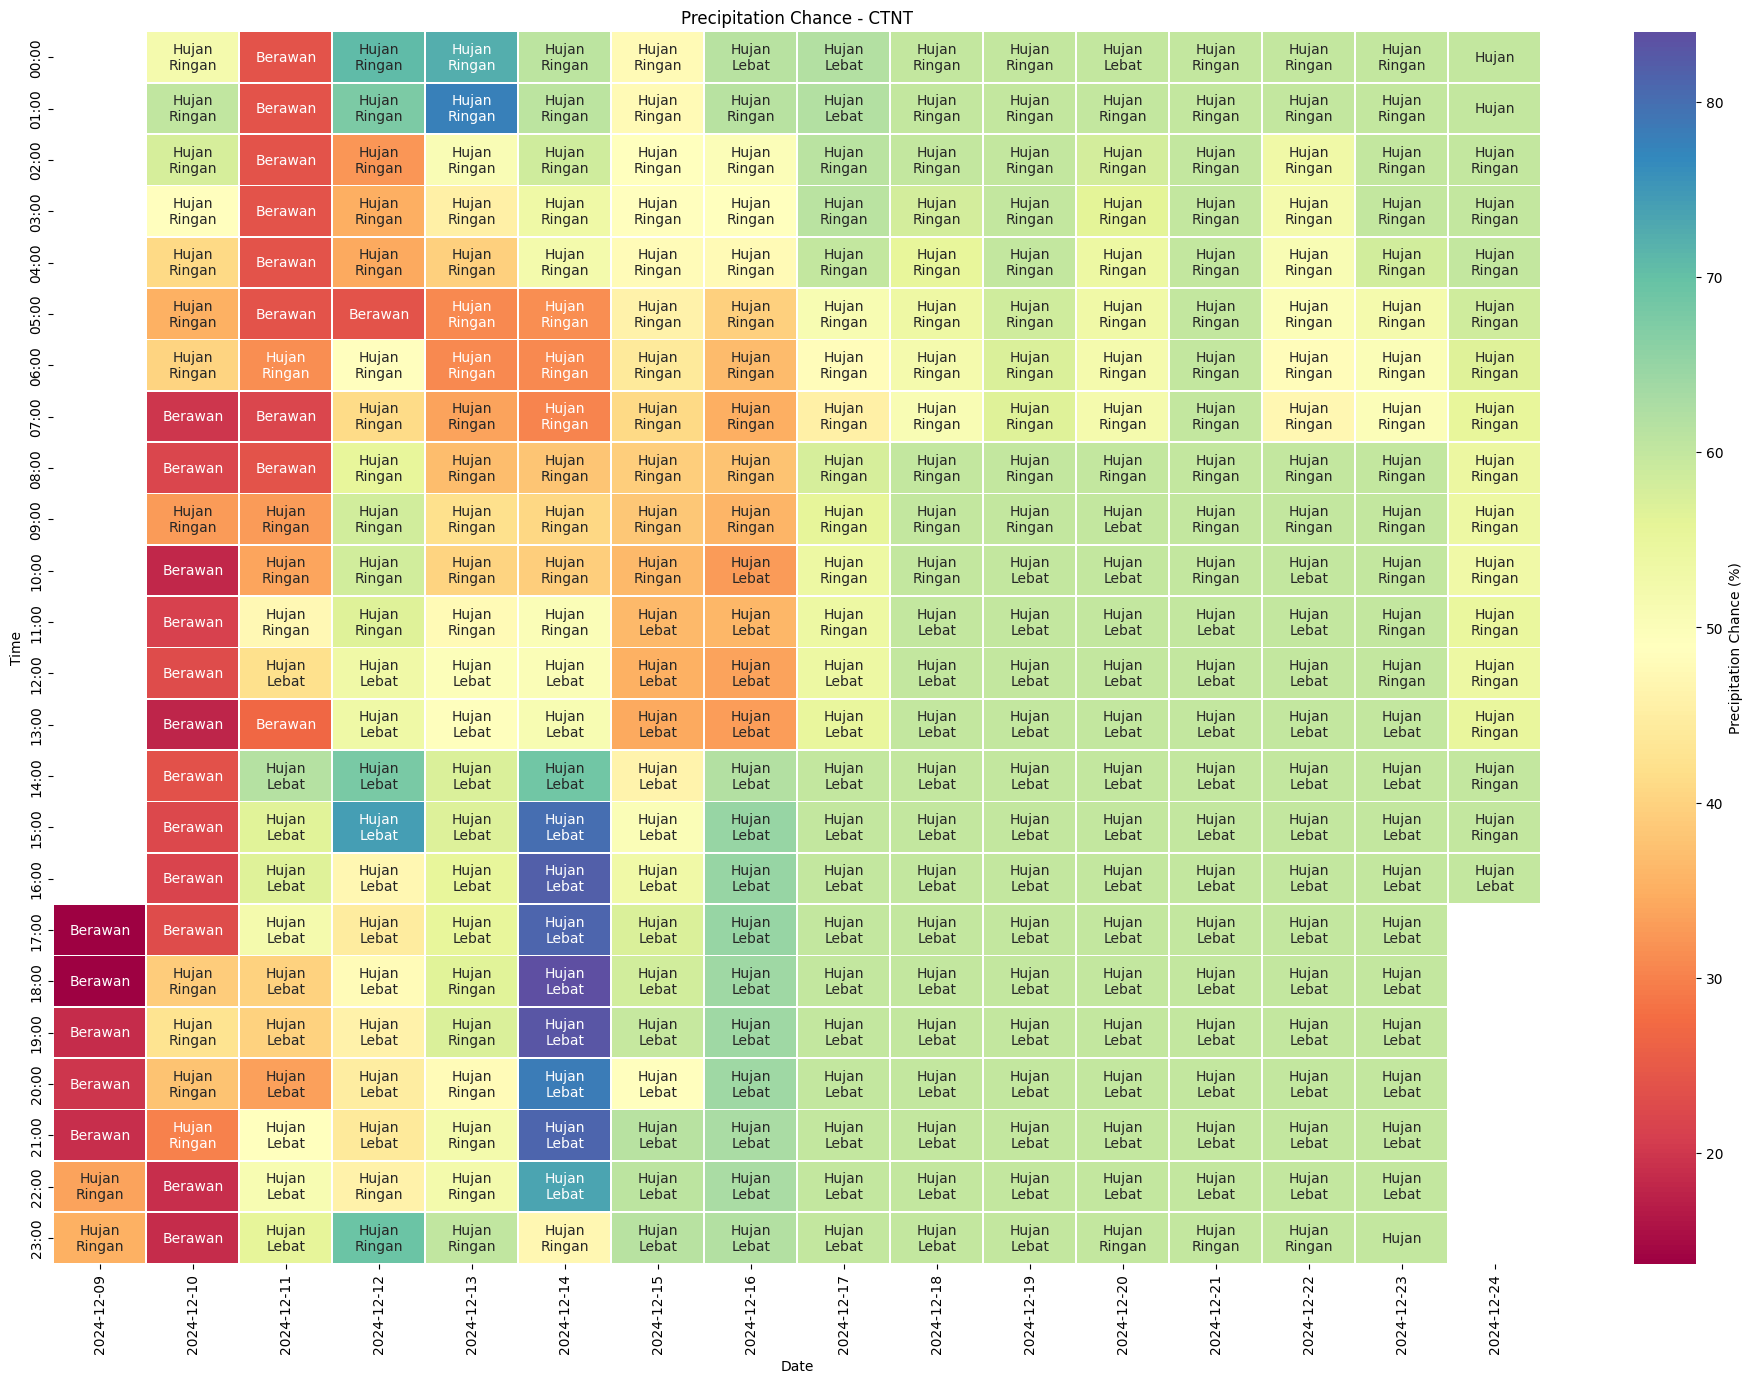 Precipitation Chance - CTNT
00:00 Hujan Ringan Berawan Hujan Ringan Hujan Ringan Hujan Ringan Hujan Ringan Hujan Lebat Hujan Lebat Hujan Ringan Hujan Ringan Hujan Lebat Hujan Ringan Hujan Ringan Hujan Ringan Hujan
01:00 Hujan Ringan Berawan Hujan Ringan Hujan Ringan Hujan Ringan Hujan Ringan Hujan Ringan Hujan Lebat Hujan Ringan Hujan Ringan Hujan Ringan Hujan Ringan Hujan Ringan Hujan Ringan Hujan
02:00 Hujan Ringan Berawan Hujan Ringan Hujan Ringan Hujan Ringan Hujan Ringan Hujan Ringan Hujan Ringan Hujan Ringan Hujan Ringan Hujan Ringan Hujan Ringan Hujan Ringan Hujan Ringan Hujan Ringan
03:00 Hujan Ringan Berawan Hujan Ringan Hujan Ringan Hujan Ringan Hujan Ringan Hujan Ringan Hujan Ringan Hujan Ringan Hujan Ringan Hujan Ringan Hujan Ringan Hujan Ringan Hujan Ringan Hujan Ringan
04:00 Hujan Ringan Berawan Hujan Ringan Hujan Ringan Hujan Ringan Hujan Ringan Hujan Ringan Hujan Ringan Hujan Ringan Hujan Ringan Hujan Ringan Hujan Ringan Hujan Ringan Hujan Ringan Hujan Ringan
05:00 Hujan Ringan Berawan Berawan Hujan Ringan Hujan Ringan Hujan Ringan Hujan Ringan Hujan Ringan Hujan Ringan Hujan Ringan Hujan Ringan Hujan Ringan Hujan Ringan Hujan Ringan Hujan Ringan
06:00 Hujan Ringan Hujan Ringan Hujan Ringan Hujan Ringan Hujan Ringan Hujan Ringan Hujan Ringan Hujan Ringan Hujan Ringan Hujan Ringan Hujan Ringan Hujan Ringan Hujan Ringan Hujan Ringan Hujan Ringan
07:00 Berawan Berawan Hujan Ringan Hujan Ringan Hujan Ringan Hujan Ringan Hujan Ringan Hujan Ringan Hujan Ringan Hujan Ringan Hujan Ringan Hujan Ringan Hujan Ringan Hujan Ringan Hujan Ringan
08:00 Berawan Berawan Hujan Ringan Hujan Ringan Hujan Ringan Hujan Ringan Hujan Ringan Hujan Ringan Hujan Ringan Hujan Ringan Hujan Ringan Hujan Ringan Hujan Ringan Hujan Ringan Hujan Ringan
09:00 Hujan Ringan Hujan Ringan Hujan Ringan Hujan Ringan Hujan Ringan Hujan Ringan Hujan Ringan Hujan Ringan Hujan Ringan Hujan Ringan Hujan Lebat Hujan Ringan Hujan Ringan Hujan Ringan Hujan Ringan
10:00 Berawan Hujan Ringan Hujan Ringan Hujan Ringan Hujan Ringan Hujan Ringan Hujan Lebat Hujan Ringan Hujan Ringan Hujan Lebat Hujan Lebat Hujan Ringan Hujan Lebat Hujan Ringan Hujan Ringan
11:00 Berawan Hujan Ringan Hujan Ringan Hujan Ringan Hujan Ringan Hujan Lebat Hujan Lebat Hujan Ringan Hujan Lebat Hujan Lebat Hujan Lebat Hujan Lebat Hujan Lebat Hujan Ringan Hujan Ringan
12:00 Berawan Hujan Lebat Hujan Lebat Hujan Lebat Hujan Lebat Hujan Lebat Hujan Lebat Hujan Lebat Hujan Lebat Hujan Lebat Hujan Lebat Hujan Lebat Hujan Lebat Hujan Ringan Hujan Ringan
13:00 Berawan Berawan Hujan Lebat Hujan Lebat Hujan Lebat Hujan Lebat Hujan Lebat Hujan Lebat Hujan Lebat Hujan Lebat Hujan Lebat Hujan Lebat Hujan Lebat Hujan Lebat Hujan Ringan
14:00 Berawan Hujan Lebat Hujan Lebat Hujan Lebat Hujan Lebat Hujan Lebat Hujan Lebat Hujan Lebat Hujan Lebat Hujan Lebat Hujan Lebat Hujan Lebat Hujan Lebat Hujan Lebat Hujan Ringan
15:00 Berawan Hujan Lebat Hujan Lebat Hujan Lebat Hujan Lebat Hujan Lebat Hujan Lebat Hujan Lebat Hujan Lebat Hujan Lebat Hujan Lebat Hujan Lebat Hujan Lebat Hujan Lebat Hujan Ringan
16:00 Berawan Hujan Lebat Hujan Lebat Hujan Lebat Hujan Lebat Hujan Lebat Hujan Lebat Hujan Lebat Hujan Lebat Hujan Lebat Hujan Lebat Hujan Lebat Hujan Lebat Hujan Lebat Hujan Lebat
17:00 Berawan Berawan Hujan Lebat Hujan Lebat Hujan Lebat Hujan Lebat Hujan Lebat Hujan Lebat Hujan Lebat Hujan Lebat Hujan Lebat Hujan Lebat Hujan Lebat Hujan Lebat Hujan Lebat
18:00 Berawan Hujan Ringan Hujan Lebat Hujan Lebat Hujan Ringan Hujan Lebat Hujan Lebat Hujan Lebat Hujan Lebat Hujan Lebat Hujan Lebat Hujan Lebat Hujan Lebat Hujan Lebat Hujan Lebat
19:00 Berawan Hujan Ringan Hujan Lebat Hujan Lebat Hujan Ringan Hujan Lebat Hujan Lebat Hujan Lebat Hujan Lebat Hujan Lebat Hujan Lebat Hujan Lebat Hujan Lebat Hujan Lebat Hujan Lebat
20:00 Berawan Hujan Ringan Hujan Lebat Hujan Lebat Hujan Ringan Hujan Lebat Hujan Lebat Hujan Lebat Hujan Lebat Hujan Lebat Hujan Lebat Hujan Lebat Hujan Lebat Hujan Lebat Hujan Lebat
21:00 Berawan Hujan Ringan Hujan Lebat Hujan Lebat Hujan Ringan Hujan Lebat Hujan Lebat Hujan Lebat Hujan Lebat Hujan Lebat Hujan Lebat Hujan Lebat Hujan Lebat Hujan Lebat Hujan Lebat
22:00 Hujan Ringan Berawan Hujan Lebat Hujan Ringan Hujan Ringan Hujan Lebat Hujan Lebat Hujan Lebat Hujan Lebat Hujan Lebat Hujan Lebat Hujan Lebat Hujan Lebat Hujan Lebat Hujan Lebat
23:00 Hujan Ringan Berawan Hujan Lebat Hujan Ringan Hujan Ringan Hujan Ringan Hujan Lebat Hujan Lebat Hujan Lebat Hujan Lebat Hujan Lebat Hujan Ringan Hujan Ringan Hujan Ringan Hujan
Time
2024-12-09 2024-12-10 2024-12-11 2024-12-12 2024-12-13 2024-12-14 2024-12-15 2024-12-16 2024-12-17 2024-12-18 2024-12-19 2024-12-20 2024-12-21 2024-12-22 2024-12-23 2024-12-24
Date
80
70
60
50
40
30
20
Precipitation Chance (%)